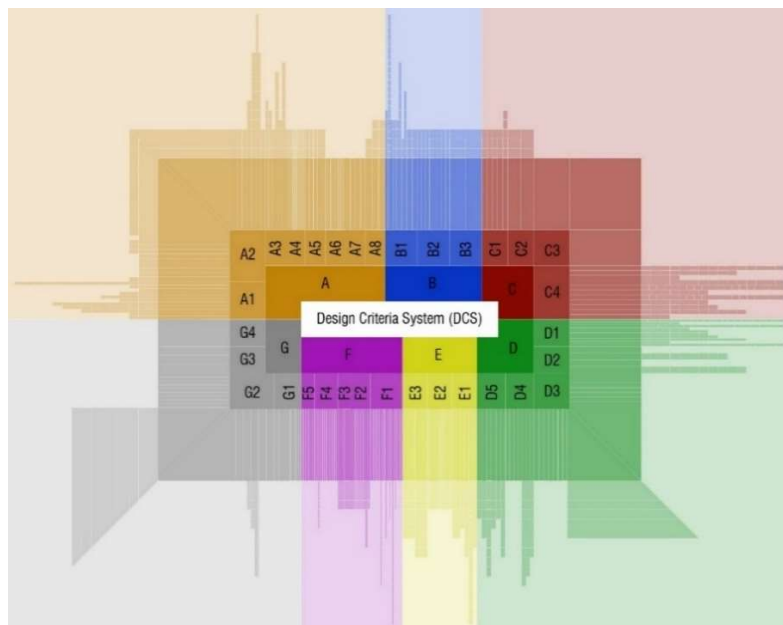 A2 A3 A4 A5 A6 A7 A8 B1 B2 B3 C1 C2 C3
A B C
A1 C4
Design Criteria System (DCS)
G4 D1
G F E D
G3 D2
G2 G1 F5 F4 F3 F2 F1 E3 E2 E1 D5 D4 D3